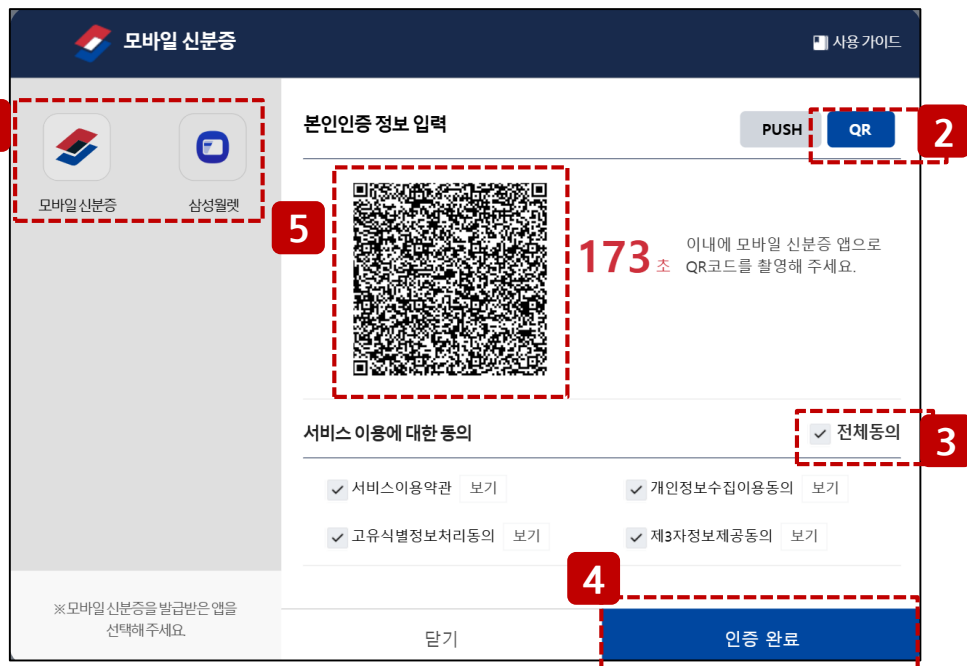 모바일 신분증
사용 가이드
모바일 신분증
삼성월렛
본인인증 정보 입력
PUSH
QR
2
5
173 초
이내에 모바일 신분증 앱으로
QR코드를 촬영해 주세요.
서비스 이용에 대한 동의
전체동의
3
서비스이용약관 보기
개인정보수집이용동의 보기
고유식별정보처리동의 보기
제3자정보제공동의 보기
4
※모바일 신분증을 발급받은 앱을
선택해 주세요.
닫기
인증 완료